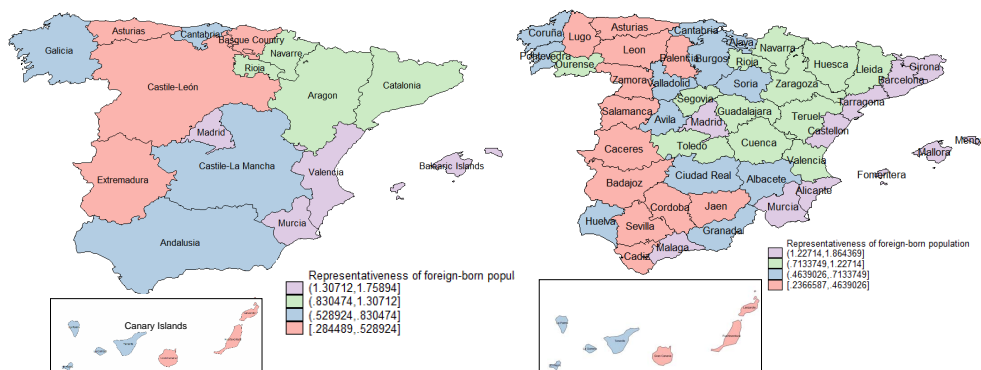 Galicia
Asturias
Cantabria
Basque Country
Navarre
Rioja
Castile-León
Aragon
Catalonia
Madrid
Extremadura
Castile-La Mancha
Valencia
Baleric Islands
Murcia
Andalusia
Representativeness of foreign-born popul
(1.30712,1.75894]
(.830474,1.30712]
(.528924,.830474]
[.284489,.528924]
Canary Islands
Coruña
Lugo
Asturias
Cantabria
Alava
Navarra
Pontevedra
Ourense
Leon
Palencia
Burgos
Rioja
Huesca
Lleida
Girona
Barcelona
Zamora
Valladolid
Soria
Zaragoza
Tarragona
Salamanca
Segovia
Guadalajara
Teruel
Avila
Madrid
Castellon
Caceres
Toledo
Cuenca
Valencia
Mallora
Meno
Badajoz
Ciudad Real
Albacete
Formentera
Alicante
Cordoba
Jaen
Murcia
Huelva
Sevilla
Granada
Cadiz
Malaga
Representativeness of foreign-born population
(1.22714,1.864369]
(.7133749,1.22714]
(.4639026,.7133749]
[.2366587,.4639026]